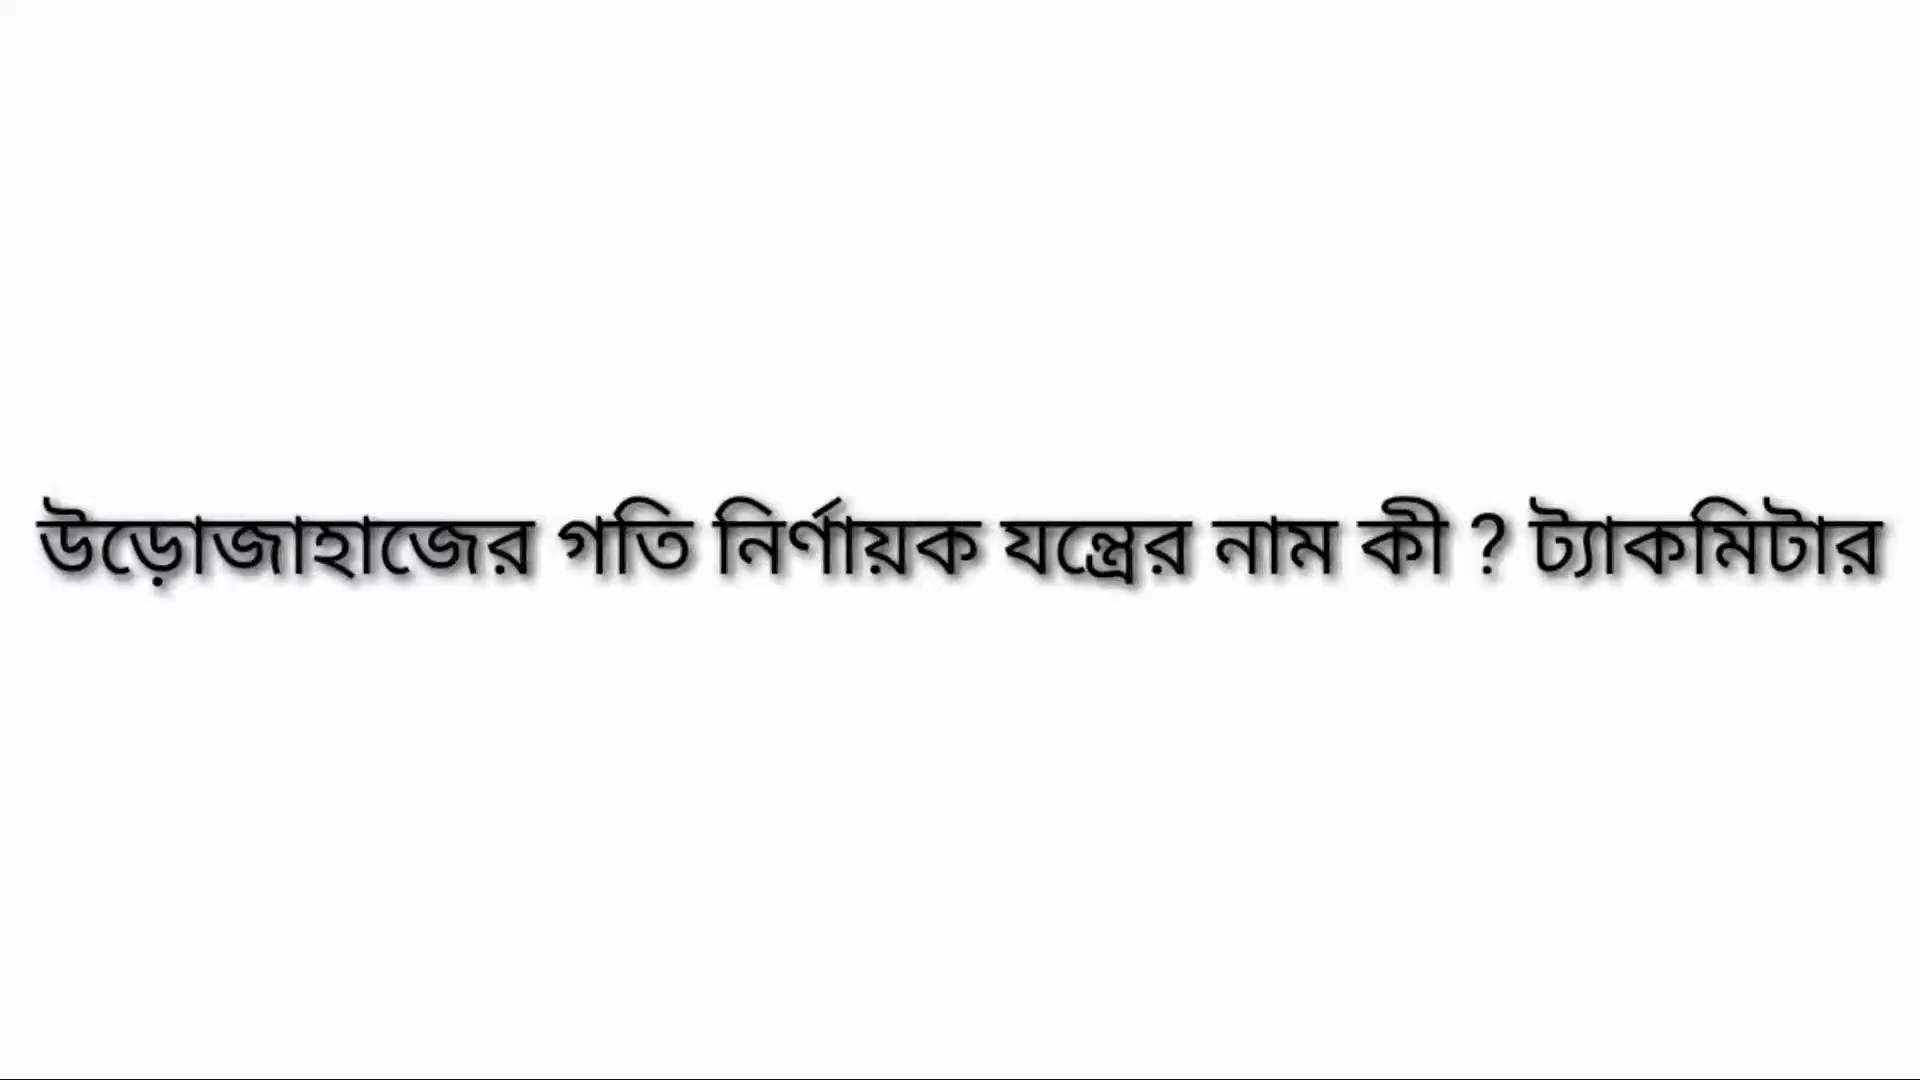 উড়োজাহাজের গতি নির্ণায়ক যন্ত্রের নাম কী ? ট্যাকমিটার